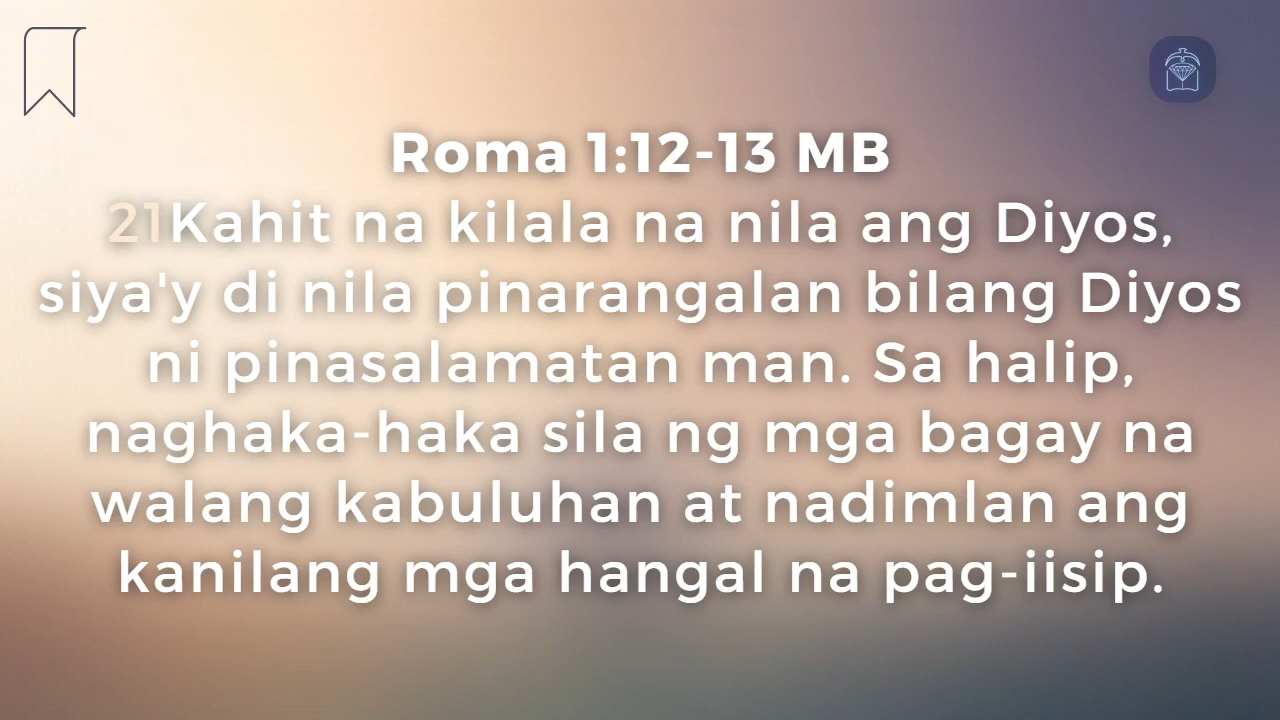 Roma 1:12-13 MB
21Kahit na kilala na nila ang Diyos,
siya'y di nila pinarangalan bilang Diyos
ni pinasalamatan man. Sa halip,
naghaka-haka sila ng mga bagay na
walang kabuluhan at nadimlan ang
kanilang mga hangal na pag-iisip.